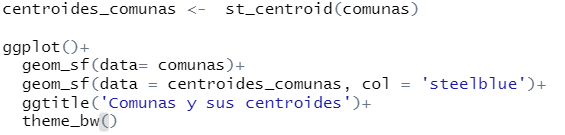 centroides_comunas <-  st_centroid(comunas)
ggplot()+
  geom_sf(data= comunas)+
  geom_sf(data = centroides_comunas, col = 'steelblue')+
  ggtitle('Comunas y sus centroides')+
  theme_bw()